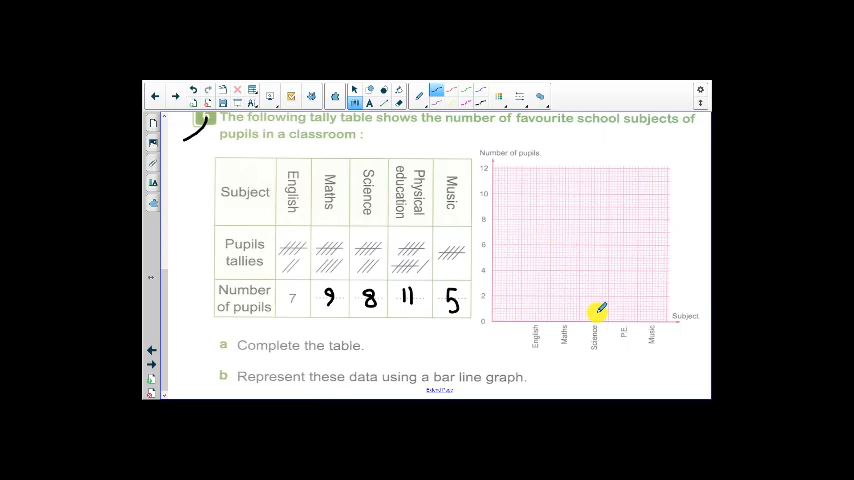 The following tally table shows the number of favourite school subjects of
pupils in a classroom :
Subject English Maths Science Physical education Music
Pupils tallies
Number of pupils 7 9 8 11 5
Number of pupils.
12
10
8
6
4
2
0
Subject
English Maths Science P.E. Music
a Complete the table.
b Represent these data using a bar line graph.
Extend Page